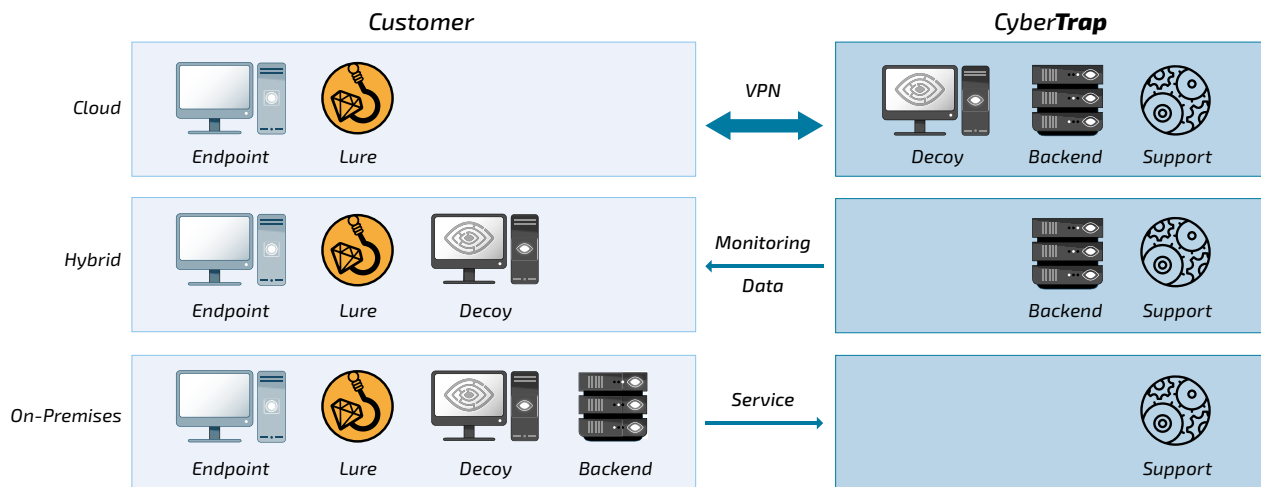 Customer
CyberTrap
Cloud
Endpoint
Lure
VPN
Decoy
Backend
Support
Hybrid
Endpoint
Lure
Decoy
Monitoring
Data
Backend
Support
On-Premises
Endpoint
Lure
Decoy
Backend
Service
Support